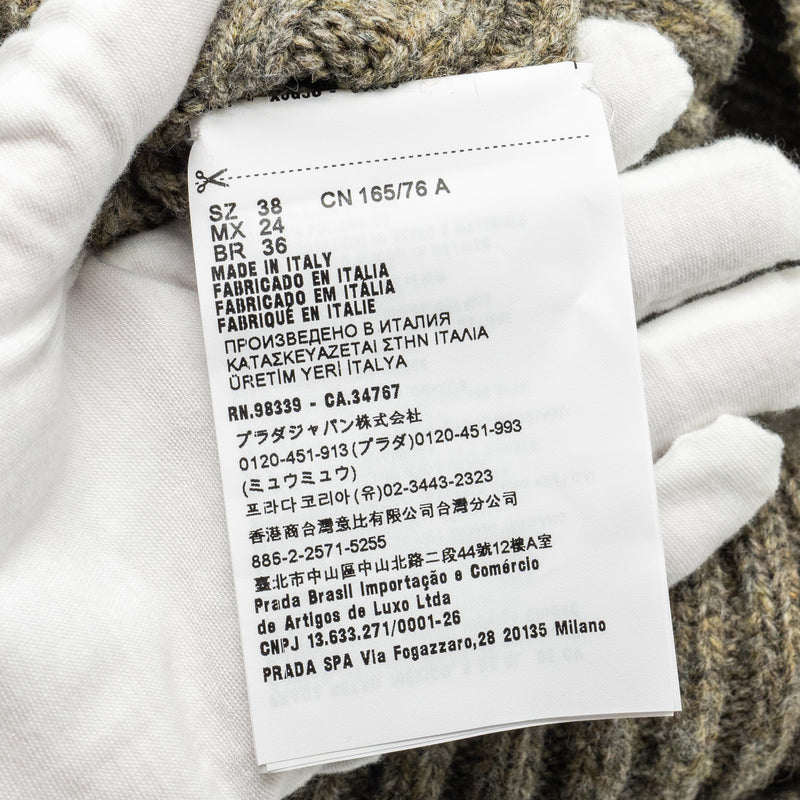 SZ 38 CN 165/76 A
MX 24
BR 36
MADE IN ITALY
FABRICADO EN ITALIA
FABRICADO EM ITÁLIA
FABRIQUÉ EN ITALIE
ПРОИЗВЕДЕНО В ИТАЛИЯ
ΚΑΤΑΣΚΕΥΑΖΕΤΑΙ ΣΤΗΝ ΙΤΑΛΙΑ
ÜRETİM YERİ İTALYA
RN.98339 - CA.34767
プラダジャパン株式会社
0120-451-913(プラダ)0120-451-993
(ミュウミュウ)
프라다코리아(유)02-3443-2323
香港商台灣意比有限公司台灣分公司
886-2-2571-5255
臺北市中山區中山北路二段44號12樓A室
Prada Brasil Importação e Comércio
de Artigos de Luxo Ltda
CNPJ 13.633.271/0001-26
PRADA SPA Via Fogazzaro,28 20135 Milano